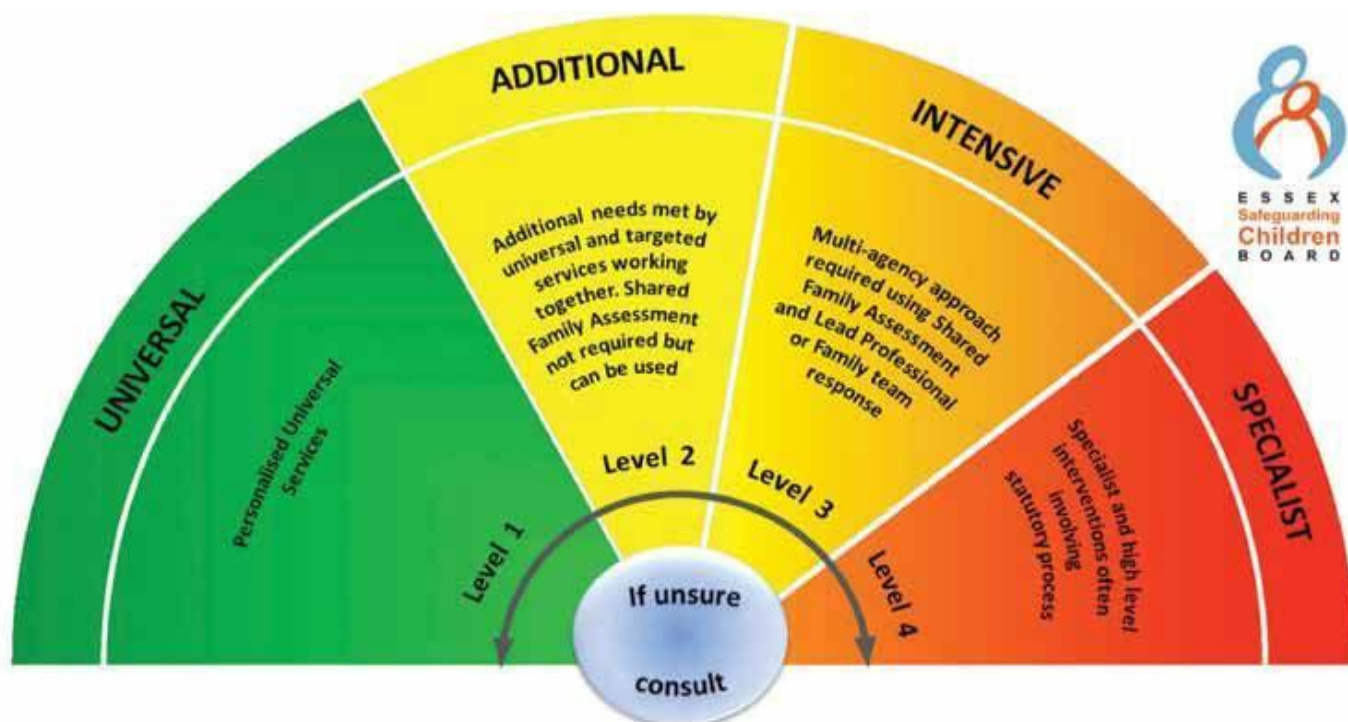 UNIVERSAL
Personalised Universal
Services
Level 1
ADDITIONAL
Additional needs met by
universal and targeted
services working
together. Shared
Family Assessment
not required but
can be used
Level 2
INTENSIVE
Multi-agency approach
required using Shared
Family Assessment
and Lead Professional
or Family team
response
Level 3
SPECIALIST
Specialist and high level
interventions often
involving
statutory process
Level 4
If unsure
consult
ESSEX
Safeguarding
Children
BOARD